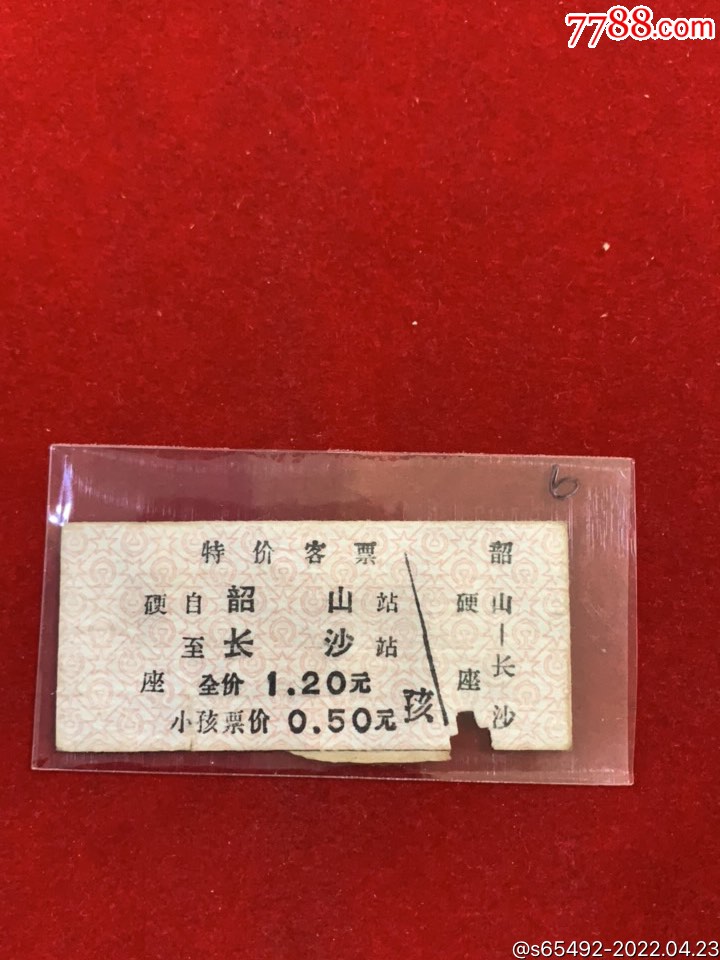 7788.com
6
特价客票
硬座
自韶山站
至长沙站
全价 1.20元
小孩票价 0.50元
孩
韶山-长沙
硬座
@s65492-2022.04.23